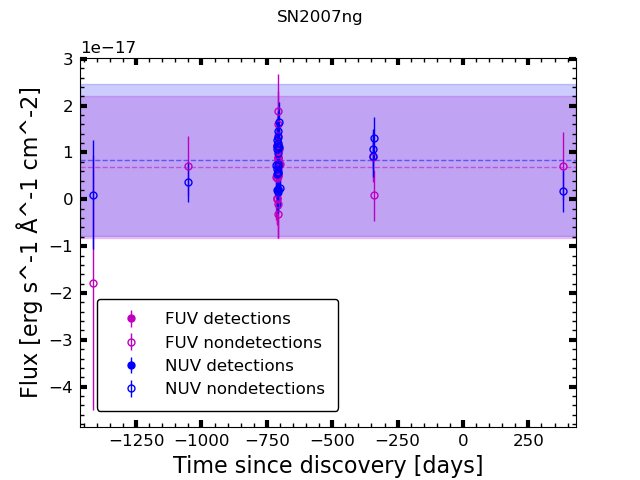 SN2007ng
1e−17
3
2
1
0
−1
−2
−3
−4
Flux [erg s^-1 Å^-1 cm^-2]
FUV detections
FUV nondetections
NUV detections
NUV nondetections
−1250 −1000 −750 −500 −250 0 250
Time since discovery [days]